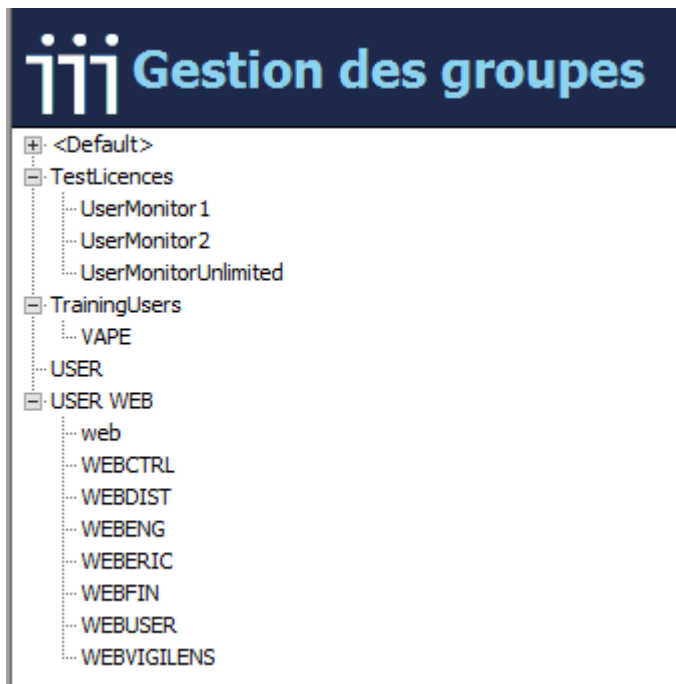 Gestion des groupes
<Default>
TestLicences
UserMonitor1
UserMonitor2
UserMonitorUnlimited
TrainingUsers
VAPE
USER
USER WEB
web
WEBCTRL
WEBDIST
WEBENG
WEBERIC
WEBFIN
WEBUSER
WEBVIGILENS